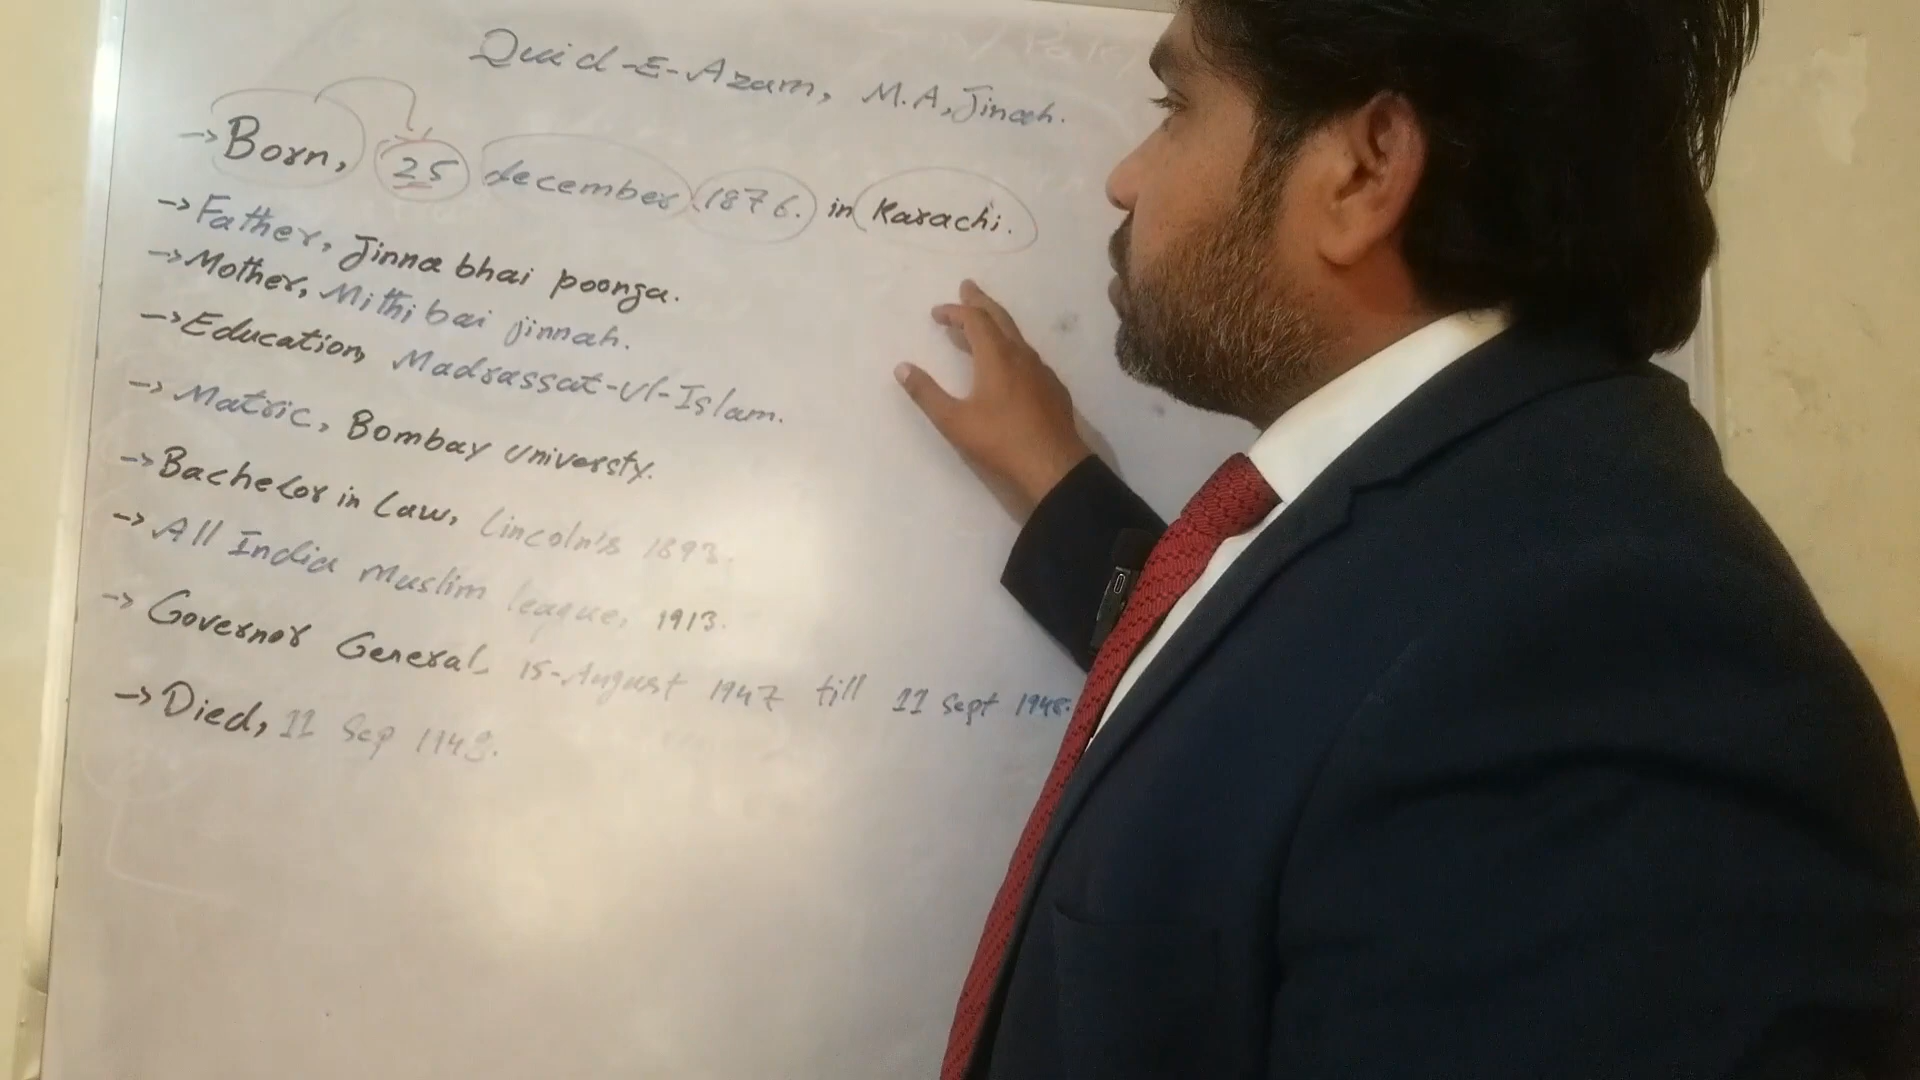 Quid-E-Azam, M.A, Jinah.
→ Born, 25 december 1876. in Karachi.
→ Father, Jinna bhai poonga.
→ Mother, Mithi bai jinnah.
→ Education, Madrassat-Ul-Islam.
→ Matric, Bombay Universty.
→ Bachelor in Law, Lincoln's 1893.
→ All India Muslim league, 1913.
→ Governor General, 15-August 1947 till 11 Sept 1948.
→ Died, 11 Sep 1948.